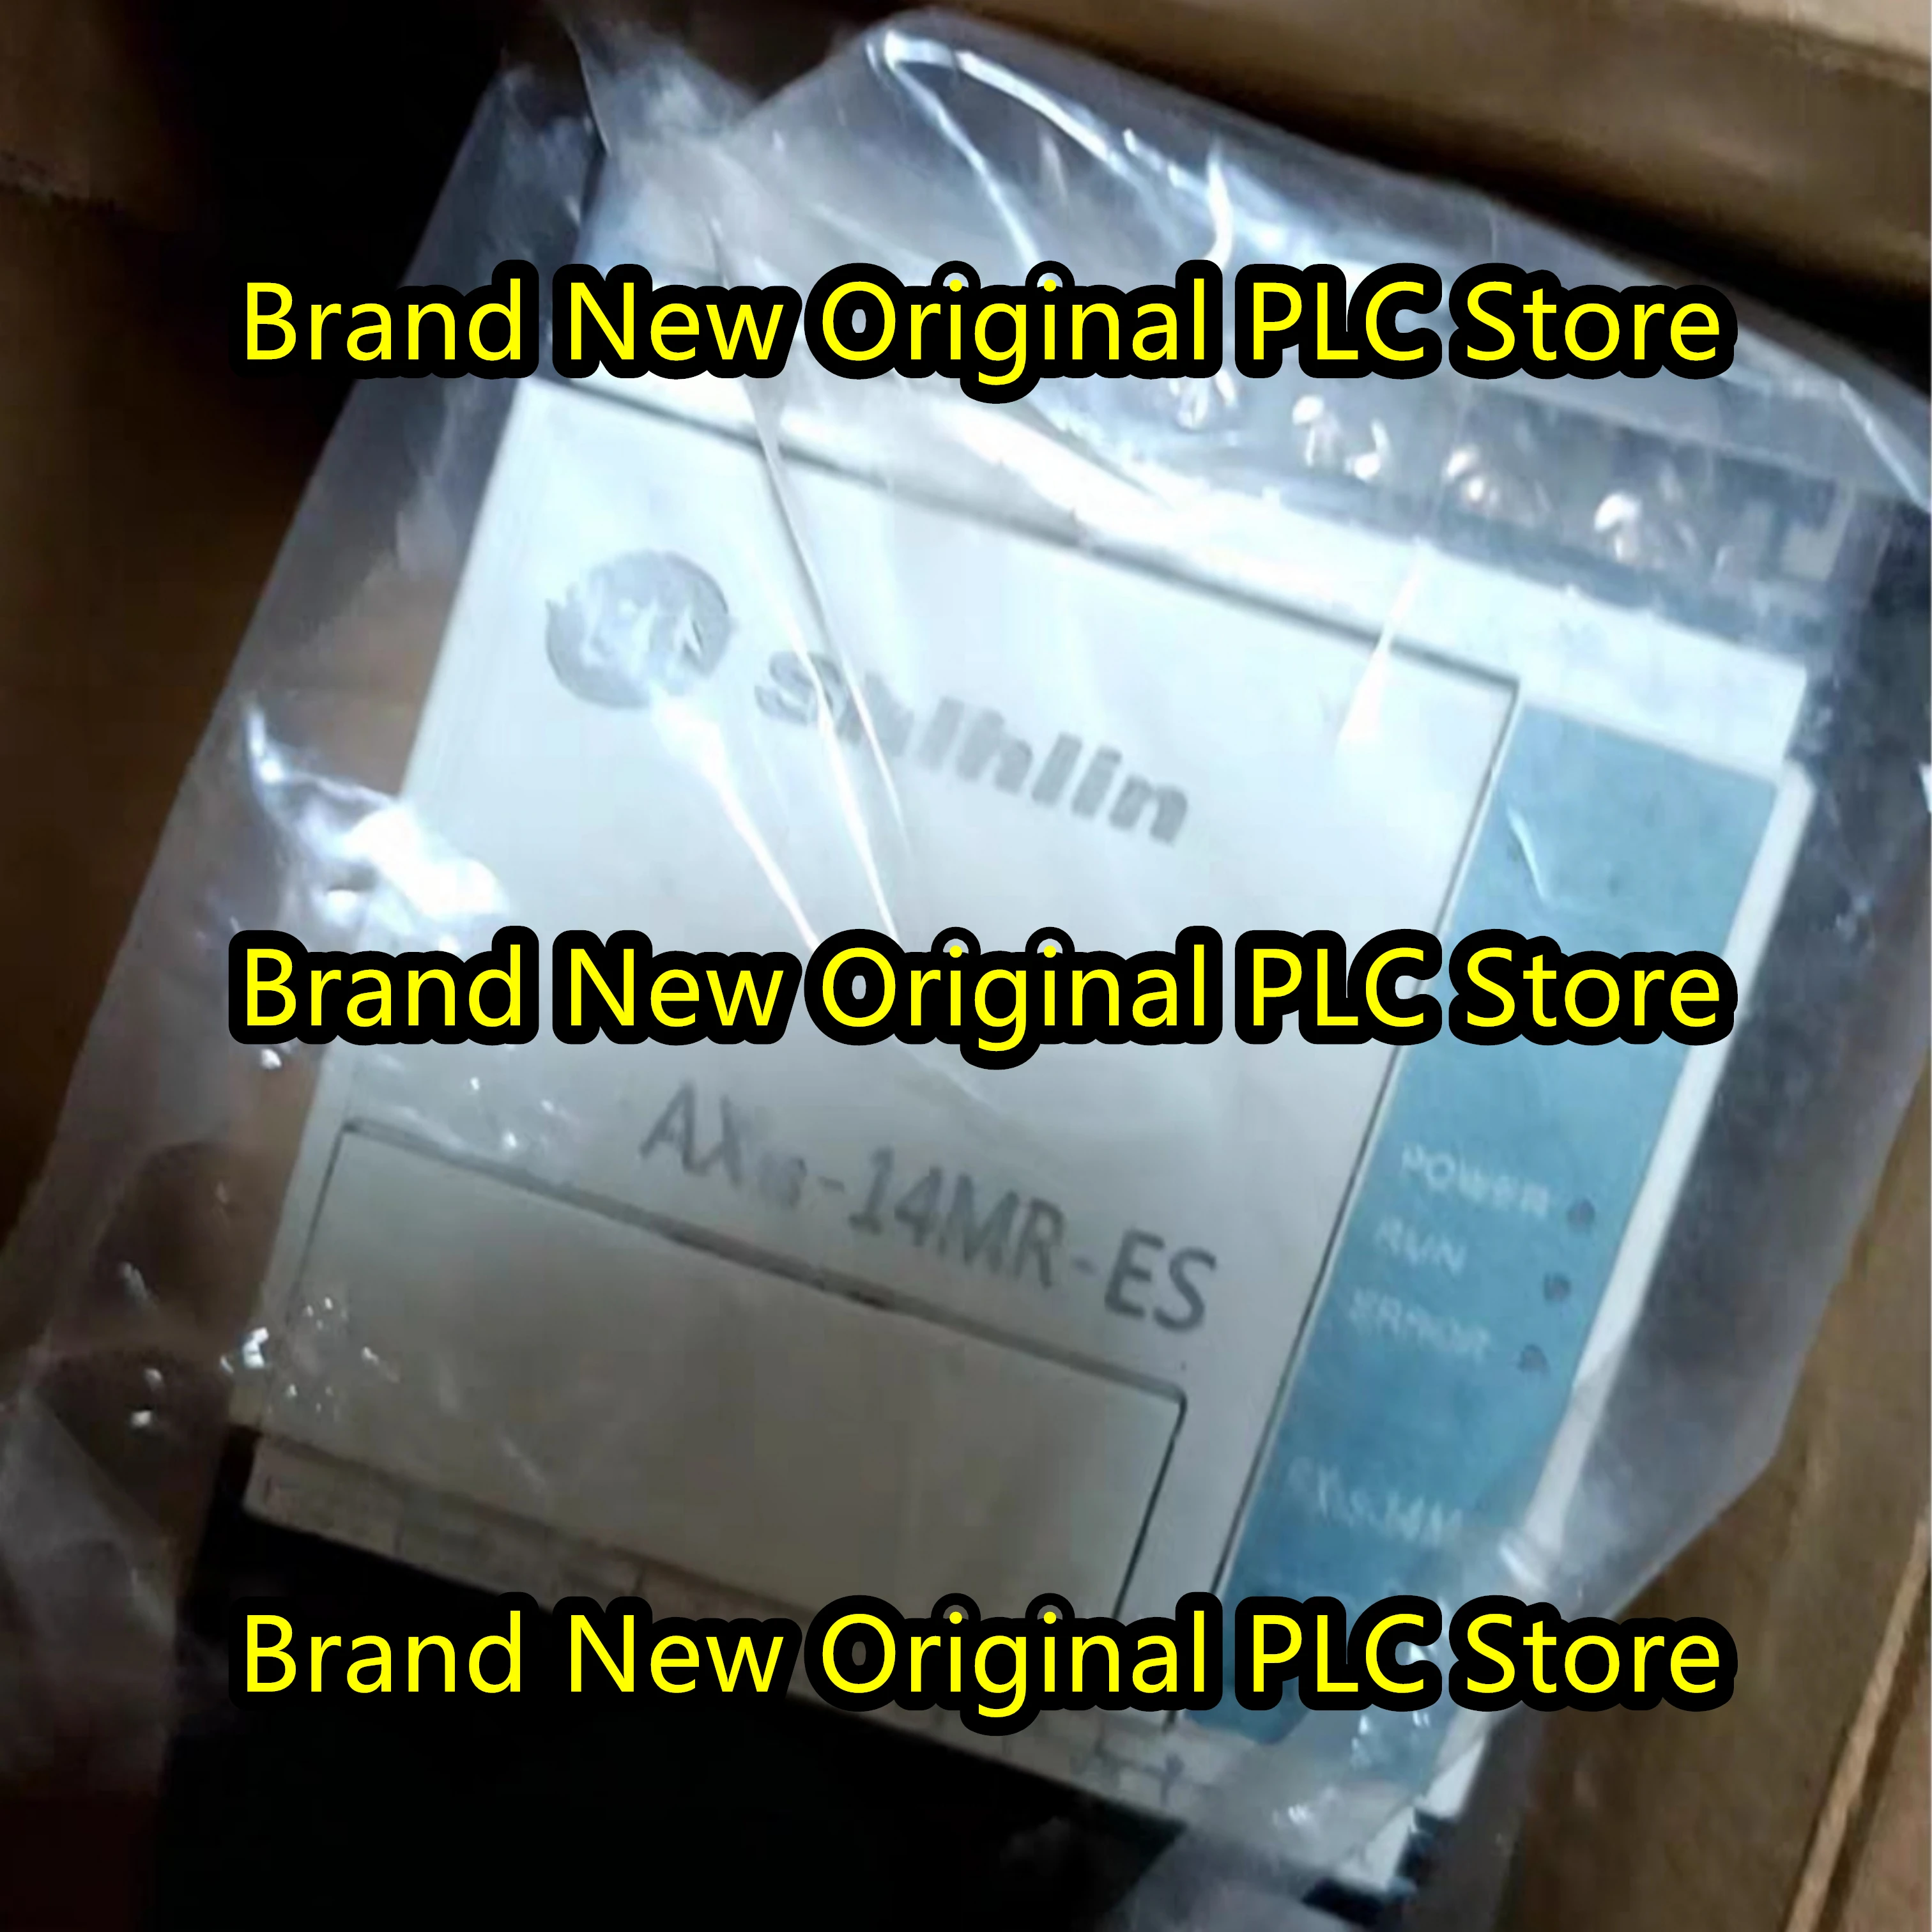 Brand New Original PLC Store
Shihlin
Brand New Original PLC Store
AX1s-14MR-ES
POWER
RUN
ERROR
Brand New Original PLC Store